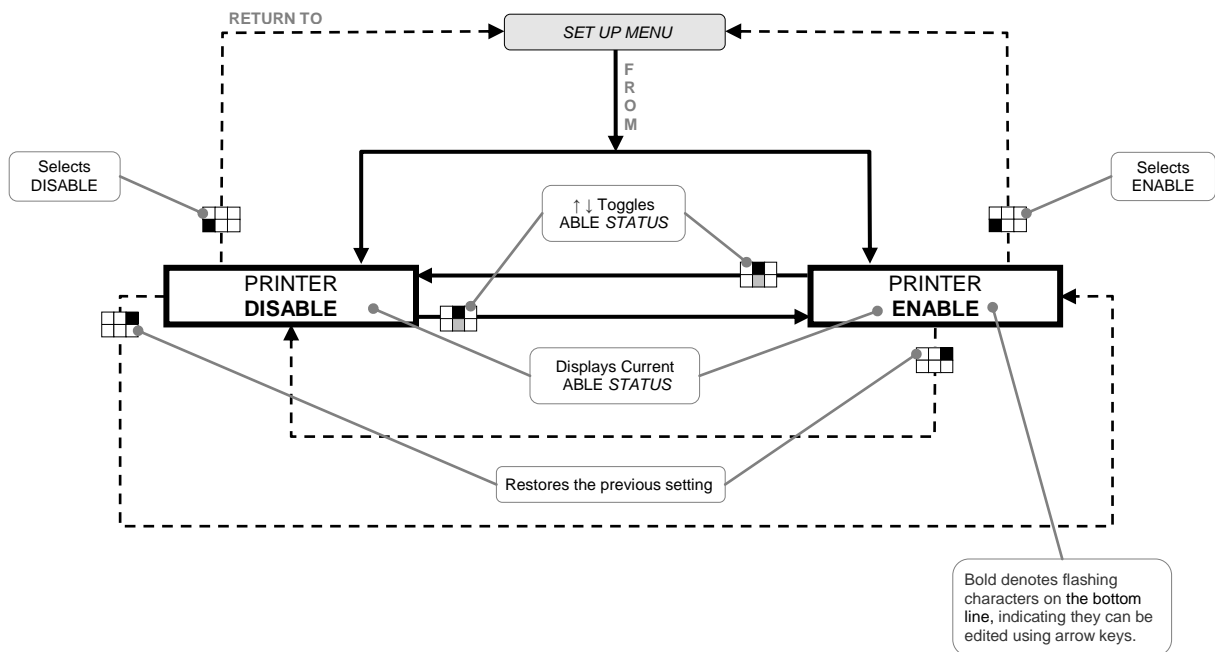 RETURN TO
SET UP MENU
F
R
O
M
Selects
DISABLE
Selects
ENABLE
↑↓ Toggles
ABLE STATUS
PRINTER
DISABLE
PRINTER
ENABLE
Displays Current
ABLE STATUS
Restores the previous setting
Bold denotes flashing
characters on the bottom
line, indicating they can be
edited using arrow keys.